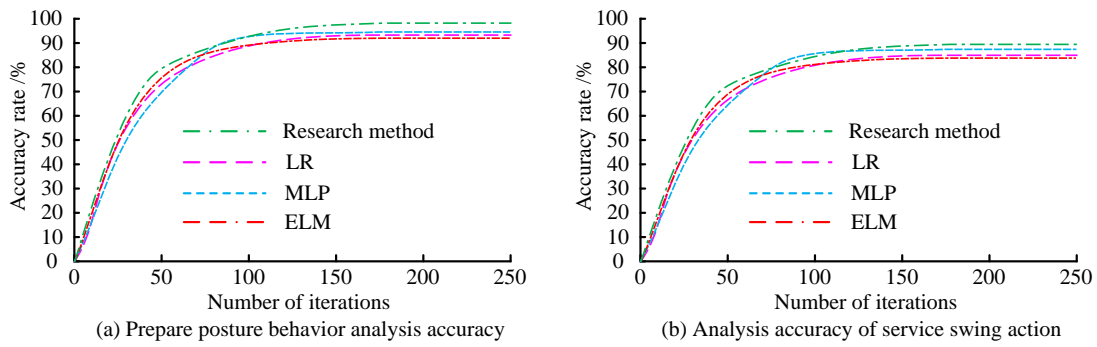 100
90
80
70
60
50
40
30
20
10
0
Accuracy rate /%
Research method
LR
MLP
ELM
0 50 100 150 200 250
Number of iterations
(a) Prepare posture behavior analysis accuracy
100
90
80
70
60
50
40
30
20
10
0
Accuracy rate /%
Research method
LR
MLP
ELM
0 50 100 150 200 250
Number of iterations
(b) Analysis accuracy of service swing action